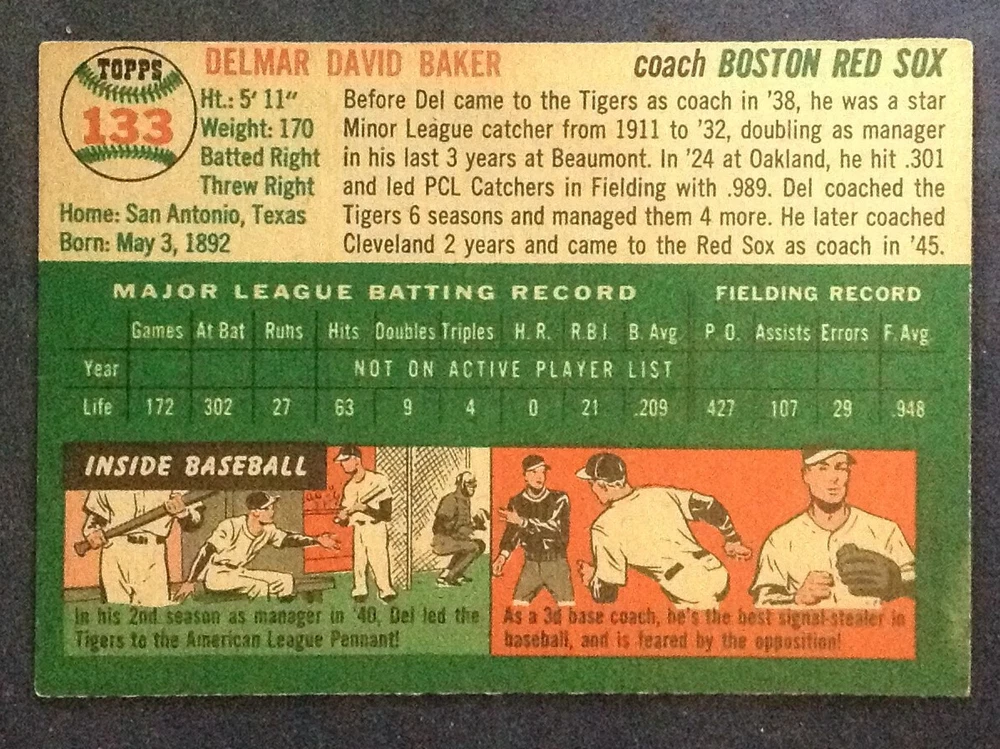 TOPPS
133
DELMAR DAVID BAKER
coach BOSTON RED SOX
Ht.: 5' 11"
Weight: 170
Batted Right
Threw Right
Home: San Antonio, Texas
Born: May 3, 1892
Before Del came to the Tigers as coach in '38, he was a star
Minor League catcher from 1911 to '32, doubling as manager
in his last 3 years at Beaumont. In '24 at Oakland, he hit .301
and led PCL Catchers in Fielding with .989. Del coached the
Tigers 6 seasons and managed them 4 more. He later coached
Cleveland 2 years and came to the Red Sox as coach in '45.
MAJOR LEAGUE BATTING RECORD FIELDING RECORD
Games At Bat Runs Hits Doubles Triples H. R. R.B.I. B. Avg P. O. Assists Errors F. Avg
Year NOT ON ACTIVE PLAYER LIST
Life 172 302 27 63 9 4 0 21 .209 427 107 29 .948
INSIDE BASEBALL
In his 2nd season as manager in '40, Del led the
Tigers to the American League Pennant!
As a 3d base coach, he's the best signal-stealer in
baseball, and is feared by the opposition!